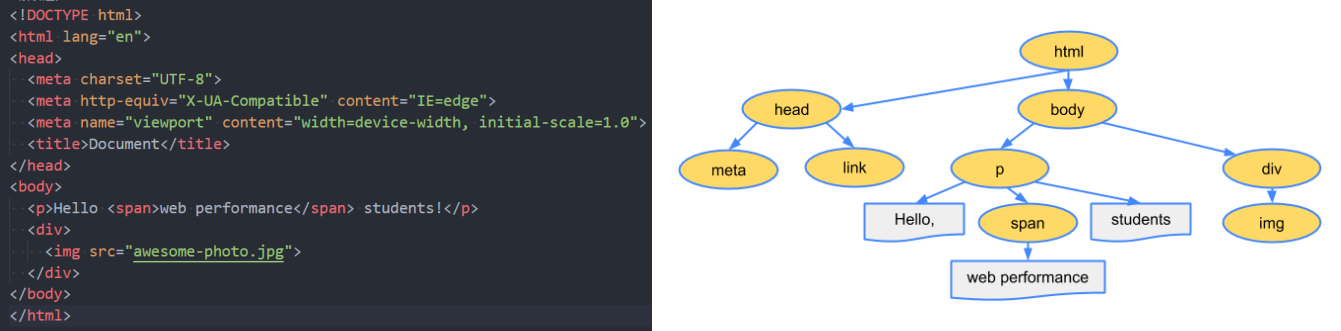 <!DOCTYPE html>
<html lang="en">
<head>
<meta charset="UTF-8">
<meta http-equiv="X-UA-Compatible" content="IE=edge">
<meta name="viewport" content="width=device-width, initial-scale=1.0">
<title>Document</title>
</head>
<body>
<p>Hello <span>web performance</span> students!</p>
<div>
<img src="awesome-photo.jpg">
</div>
</body>
</html>
html
head
body
meta
link
p
div
Hello,
span
students
img
web performance